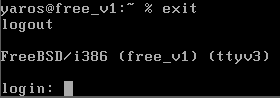 yaros@free_v1:~ % exit
logout
FreeBSD/i386 (free_v1) (ttyv3)
login: